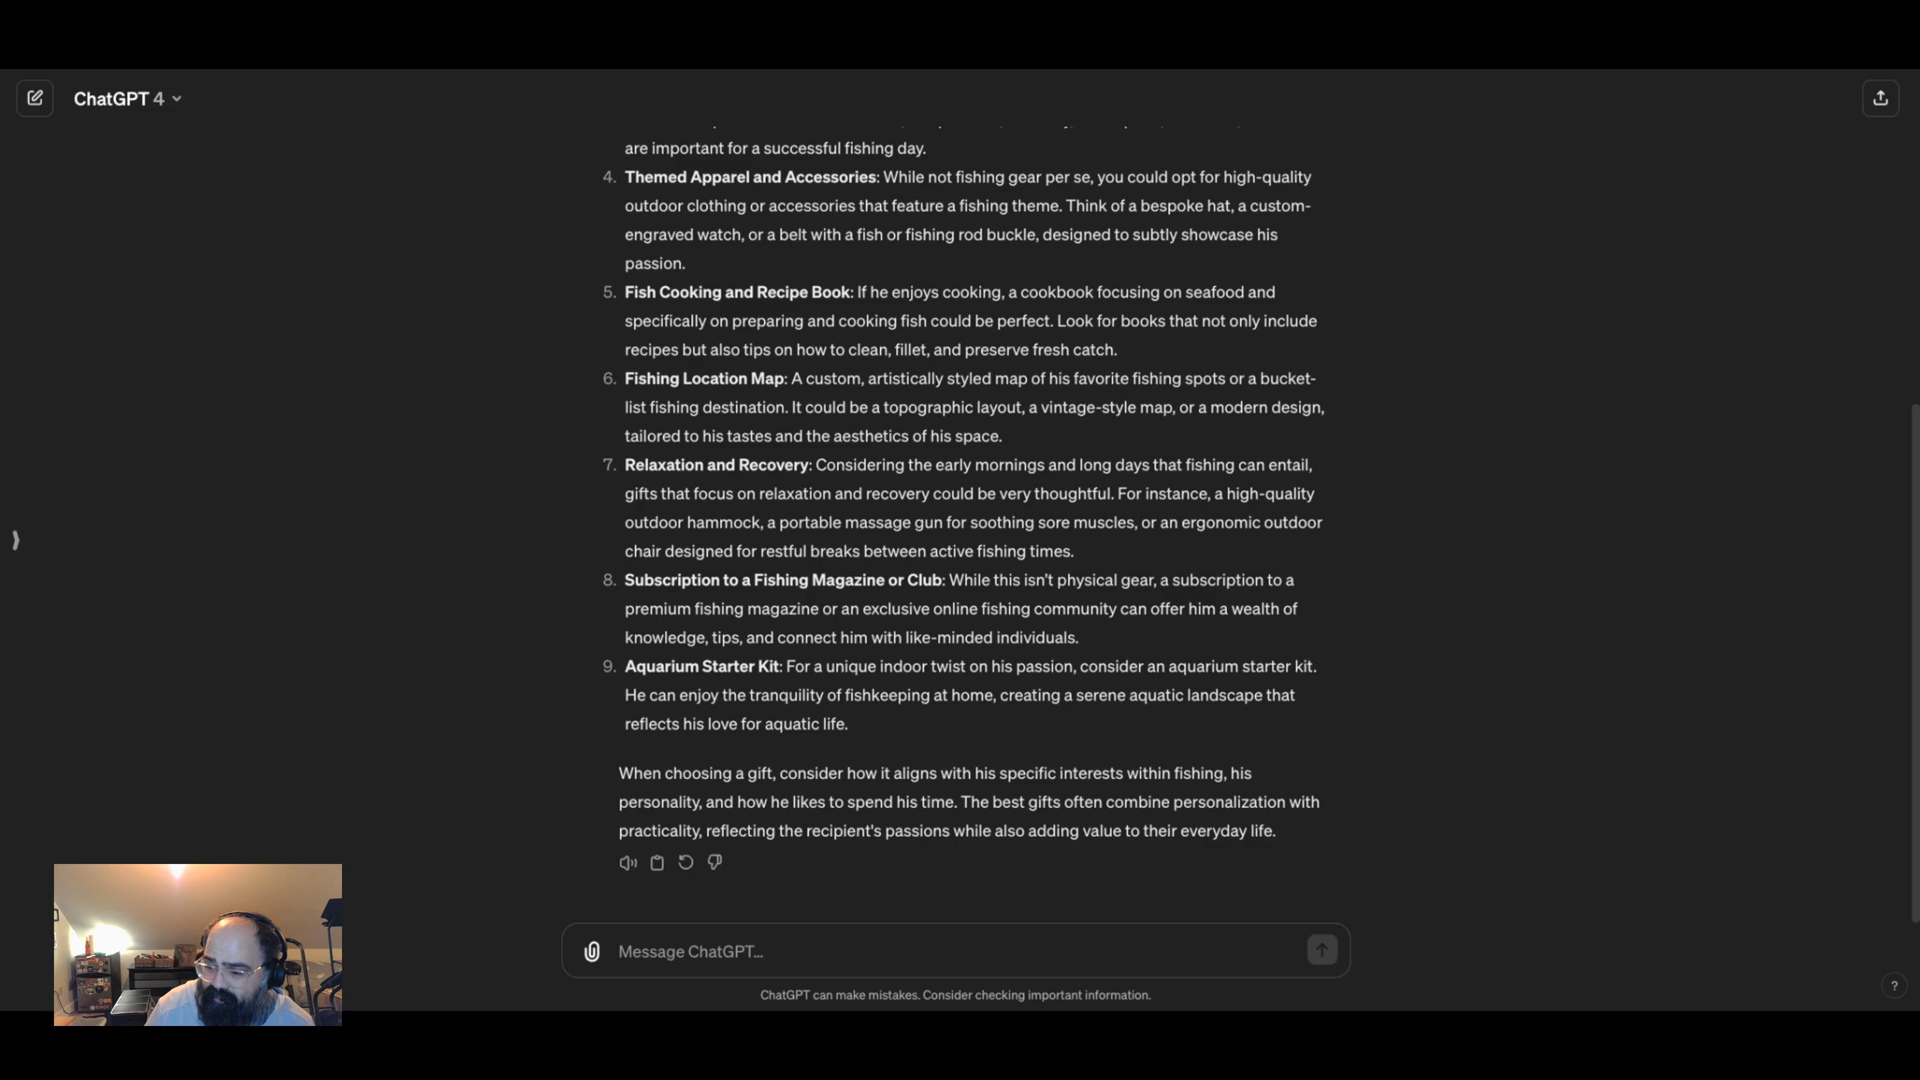 ChatGPT 4
are important for a successful fishing day.
4. Themed Apparel and Accessories: While not fishing gear per se, you could opt for high-quality
outdoor clothing or accessories that feature a fishing theme. Think of a bespoke hat, a custom-
engraved watch, or a belt with a fish or fishing rod buckle, designed to subtly showcase his
passion.
5. Fish Cooking and Recipe Book: If he enjoys cooking, a cookbook focusing on seafood and
specifically on preparing and cooking fish could be perfect. Look for books that not only include
recipes but also tips on how to clean, fillet, and preserve fresh catch.
6. Fishing Location Map: A custom, artistically styled map of his favorite fishing spots or a bucket-
list fishing destination. It could be a topographic layout, a vintage-style map, or a modern design,
tailored to his tastes and the aesthetics of his space.
7. Relaxation and Recovery: Considering the early mornings and long days that fishing can entail,
gifts that focus on relaxation and recovery could be very thoughtful. For instance, a high-quality
outdoor hammock, a portable massage gun for soothing sore muscles, or an ergonomic outdoor
chair designed for restful breaks between active fishing times.
8. Subscription to a Fishing Magazine or Club: While this isn't physical gear, a subscription to a
premium fishing magazine or an exclusive online fishing community can offer him a wealth of
knowledge, tips, and connect him with like-minded individuals.
9. Aquarium Starter Kit: For a unique indoor twist on his passion, consider an aquarium starter kit.
He can enjoy the tranquility of fishkeeping at home, creating a serene aquatic landscape that
reflects his love for aquatic life.
When choosing a gift, consider how it aligns with his specific interests within fishing, his
personality, and how he likes to spend his time. The best gifts often combine personalization with
practicality, reflecting the recipient's passions while also adding value to their everyday life.
Message ChatGPT...
ChatGPT can make mistakes. Consider checking important information.
?